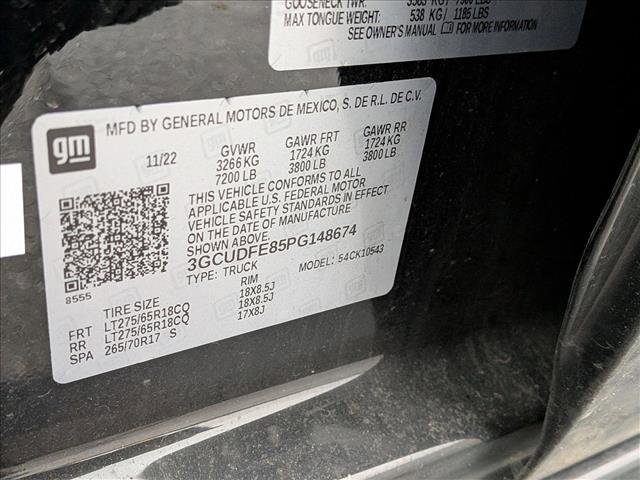 GOOSENECK TWR:
MAX TONGUE WEIGHT: 538 KG / 1185 LBS
SEE OWNER'S MANUAL FOR MORE INFORMATION
gm
MFD BY GENERAL MOTORS DE MEXICO, S. DE R.L. DE C.V.
11/22 GVWR GAWR FRT GAWR RR
3266 KG 1724 KG 1724 KG
7200 LB 3800 LB 3800 LB
THIS VEHICLE CONFORMS TO ALL
APPLICABLE U.S. FEDERAL MOTOR
VEHICLE SAFETY STANDARDS IN EFFECT
ON THE DATE OF MANUFACTURE
3GCUDFE85PG148674
TYPE: TRUCK MODEL: 54CK10543
8555
TIRE SIZE RIM
FRT LT275/65R18CQ 18X8.5J
RR LT275/65R18CQ 18X8.5J
SPA 265/70R17 S 17X8J